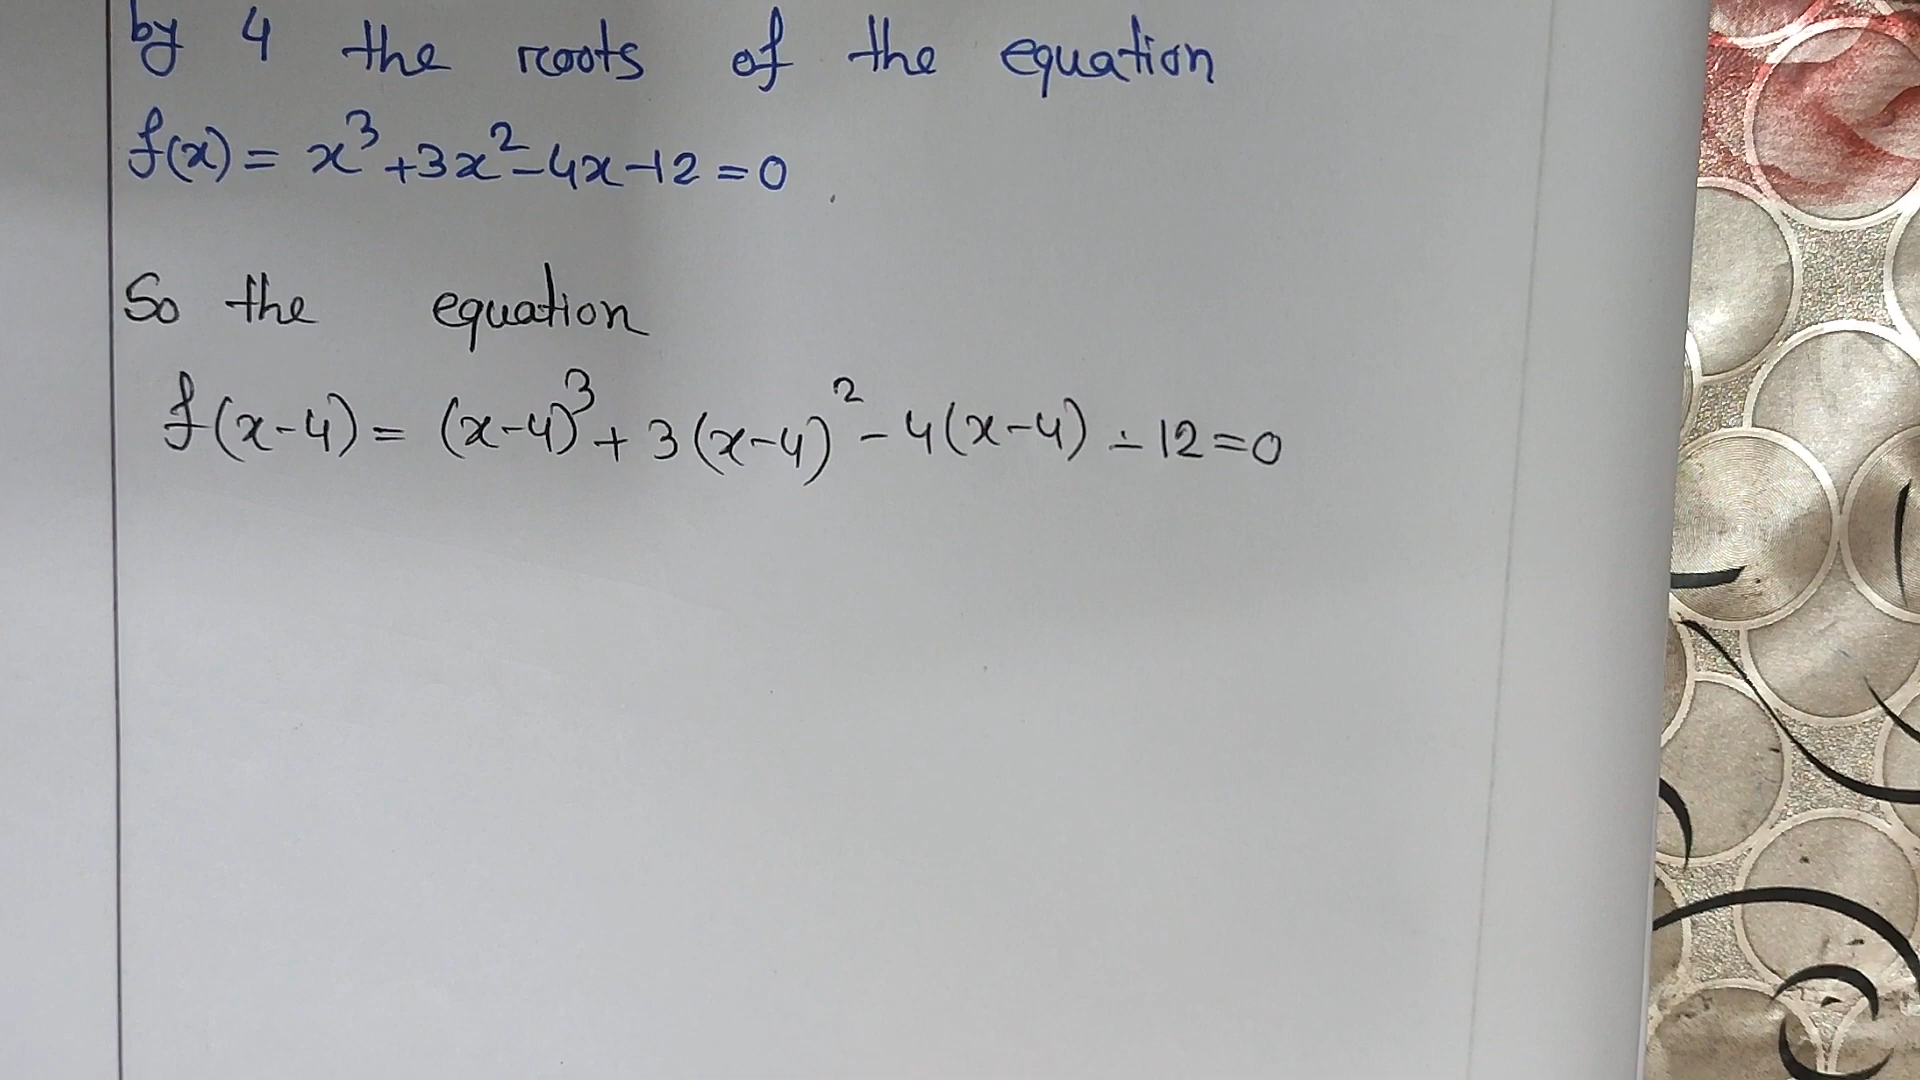 by 4 the roots of the equation
f(x) = x³+3x²-4x-12=0
So the equation
f(x-4) = (x-4)³+3(x-4)²-4(x-4)-12=0